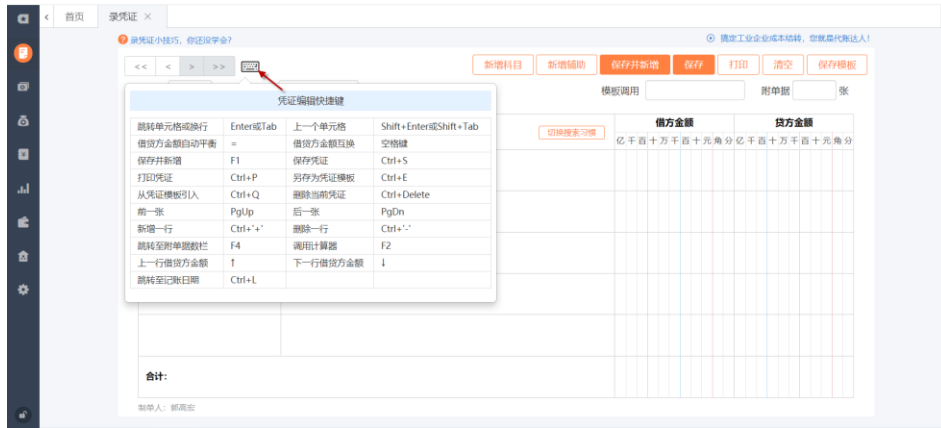 首页 录凭证 ×
录凭证小技巧，你还没学会?
搞定工业企业成本结转，您就是代账达人!
<< < > >>
新增科目 新增辅助 保存并新增 保存 打印 清空 保存模板
模板调用 附单据 张
凭证编辑快捷键
跳转单元格或换行 Enter或Tab 上一个单元格 Shift+Enter或Shift+Tab
借贷方金额自动平衡 = 借贷方金额互换 空格键
保存并新增 F1 保存凭证 Ctrl+S
打印凭证 Ctrl+P 另存为凭证模板 Ctrl+E
从凭证模板引入 Ctrl+Q 删除当前凭证 Ctrl+Delete
前一张 PgUp 后一张 PgDn
新增一行 Ctrl+'+' 删除一行 Ctrl+'-'
跳转至附单据数栏 F4 调用计算器 F2
上一行借贷方金额 ↑ 下一行借贷方金额 ↓
跳转至记账日期 Ctrl+L
切换搜索习惯
借方金额 贷方金额
亿千百十万千百十元角分 亿千百十万千百十元角分
合计:
制单人: 郭高宏